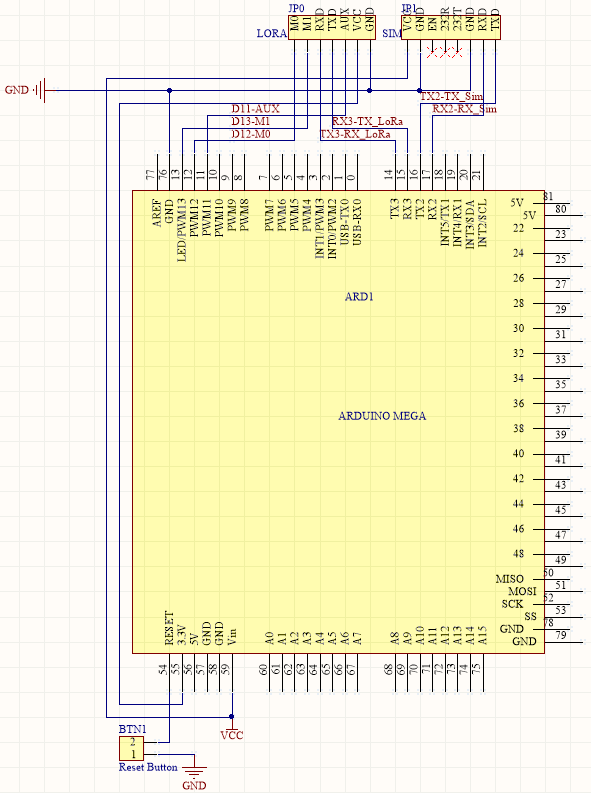 JP0
JP1
LORA
M0 M1 RXD TXD AUX VCC GND
SIM
VCC GND EN 232R 232T GND RXD TXD
GND
TX2-TX_Sim
D11-AUX
RX2-RX_Sim
D13-M1
RX3-TX_LoRa
D12-M0
TX3-RX_LoRa
77 76 13 12 11 10 9 8 7 6 5 4 3 2 1 0 14 15 16 17 18 19 20 21
AREF GND LED/PWM13 PWM12 PWM11 PWM10 PWM9 PWM8 PWM7 PWM6 PWM5 PWM4 INT1/PWM3 INT0/PWM2 USB-TX0 USB-RX0 TX3 RX3 TX2 RX2 INT5/TX1 INT4/RX1 INT3/SDA INT2/SCL
5V 81
5V 80
22
23
24
25
26
27
ARD1
28
29
30
31
32
33
34
35
36
37
ARDUINO MEGA
38
39
40
41
42
43
44
45
46
47
48
49
MISO 50
MOSI 51
SCK 52
SS 53
GND 78
GND 79
RESET 3.3V 5V GND GND Vin A0 A1 A2 A3 A4 A5 A6 A7 A8 A9 A10 A11 A12 A13 A14 A15
54 55 56 57 58 59 60 61 62 63 64 65 66 67 68 69 70 71 72 73 74 75
BTN1
VCC
2
1
Reset Button
GND